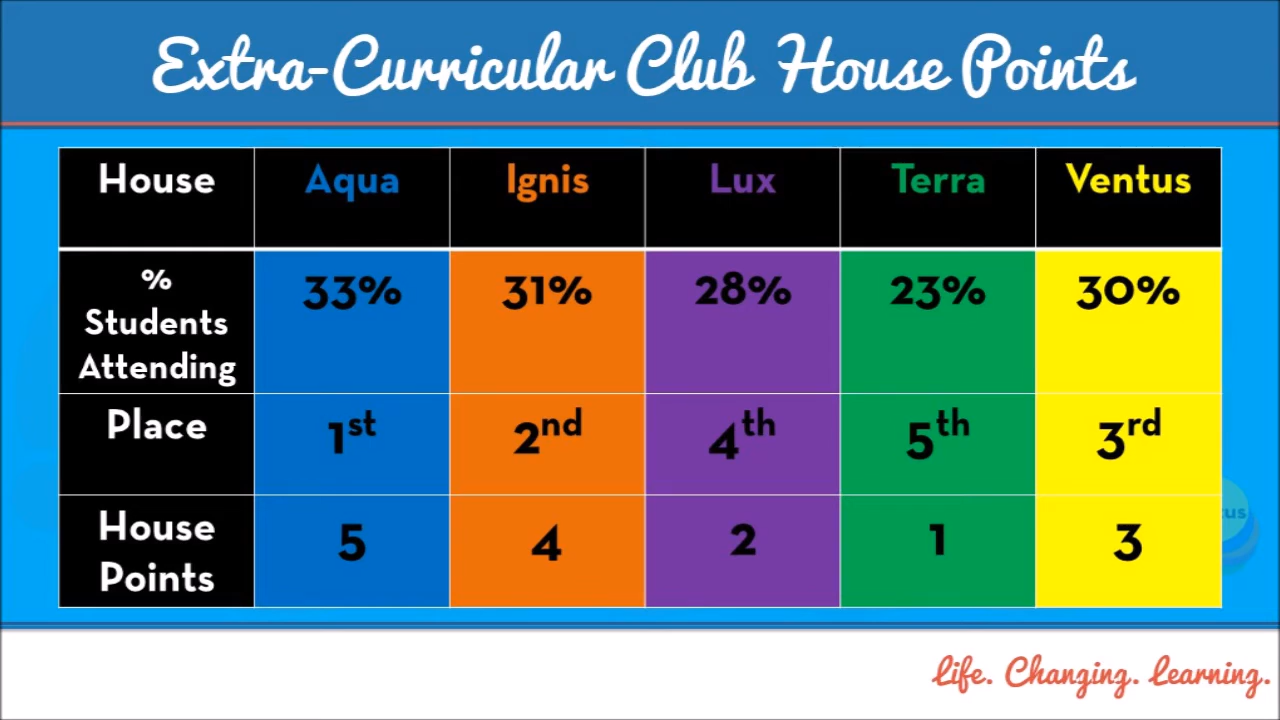 Extra-Curricular Club House Points
House Aqua Ignis Lux Terra Ventus
% Students Attending 33% 31% 28% 23% 30%
Place 1st 2nd 4th 5th 3rd
House Points 5 4 2 1 3
Life. Changing. Learning.